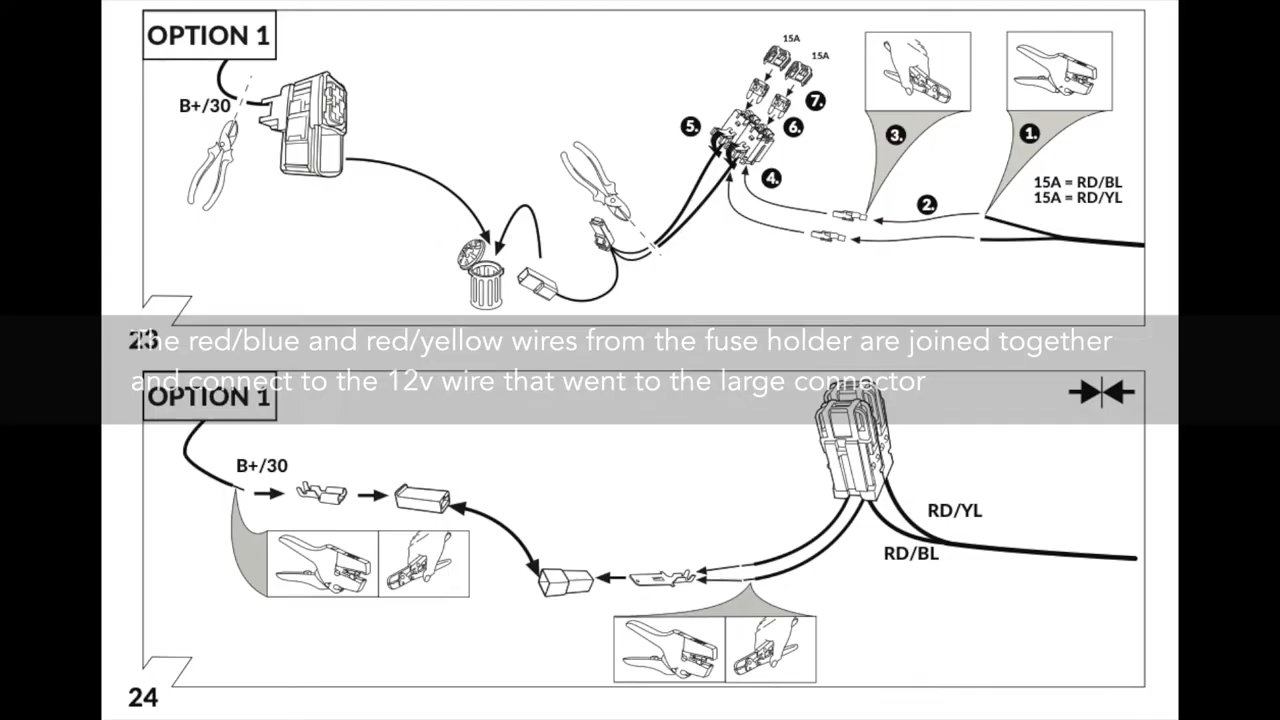 OPTION 1
B+/30
15A
15A
7.
5.
6.
3.
1.
4.
15A = RD/BL
15A = RD/YL
2.
23
The red/blue and red/yellow wires from the fuse holder are joined together
and connect to the 12v wire that went to the large connector
OPTION 1
B+/30
RD/YL
RD/BL
24